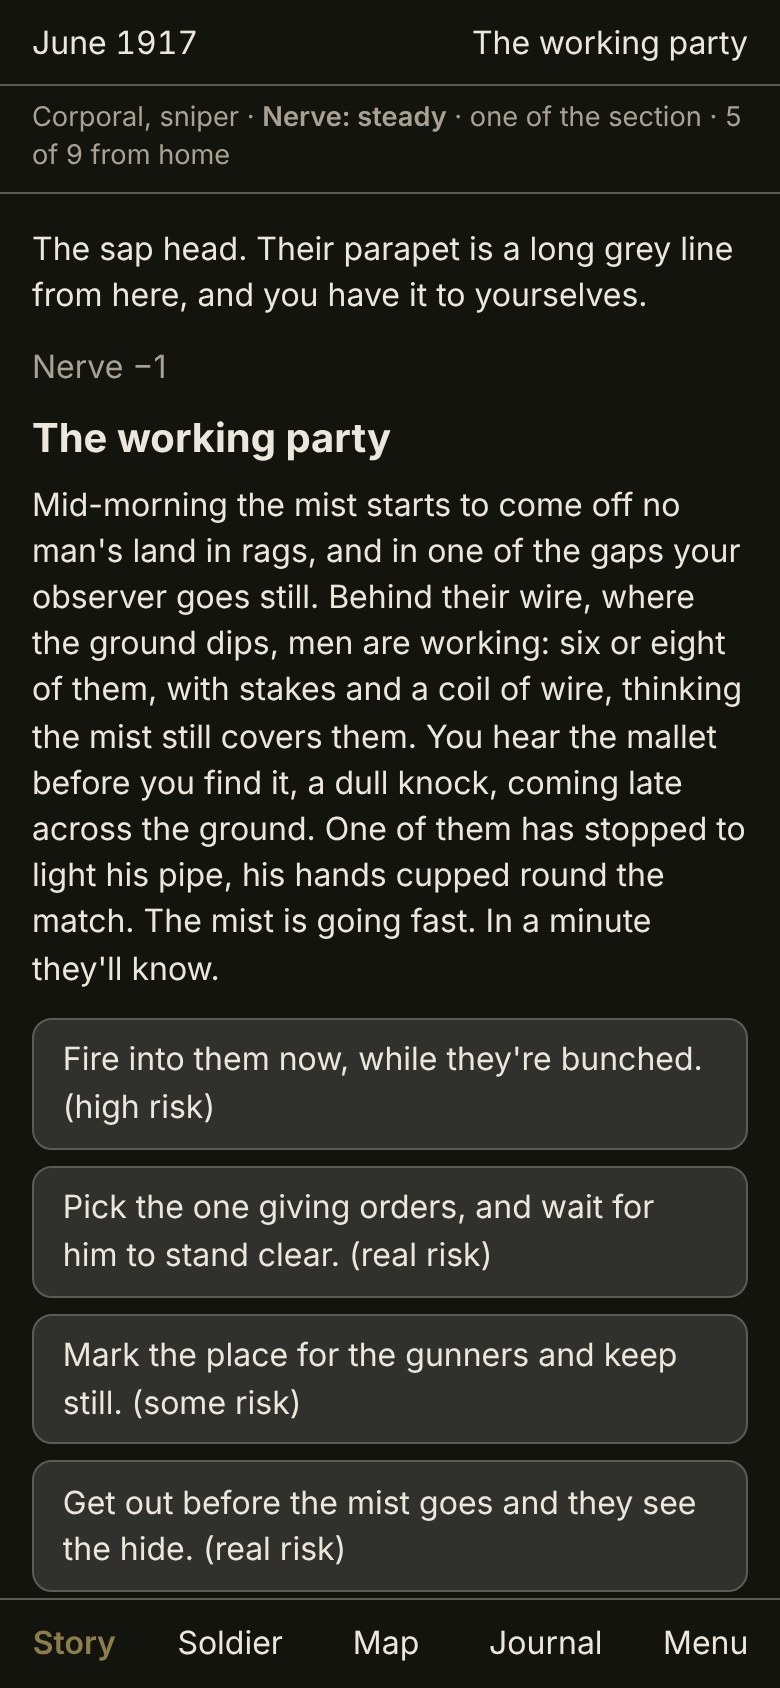 June 1917
The working party
Corporal, sniper · Nerve: steady · one of the section · 5
of 9 from home
The sap head. Their parapet is a long grey line
from here, and you have it to yourselves.
Nerve −1
The working party
Mid-morning the mist starts to come off no
man's land in rags, and in one of the gaps your
observer goes still. Behind their wire, where
the ground dips, men are working: six or eight
of them, with stakes and a coil of wire, thinking
the mist still covers them. You hear the mallet
before you find it, a dull knock, coming late
across the ground. One of them has stopped to
light his pipe, his hands cupped round the
match. The mist is going fast. In a minute
they'll know.
Fire into them now, while they're bunched.
(high risk)
Pick the one giving orders, and wait for
him to stand clear. (real risk)
Mark the place for the gunners and keep
still. (some risk)
Get out before the mist goes and they see
the hide. (real risk)
Story
Soldier
Map
Journal
Menu